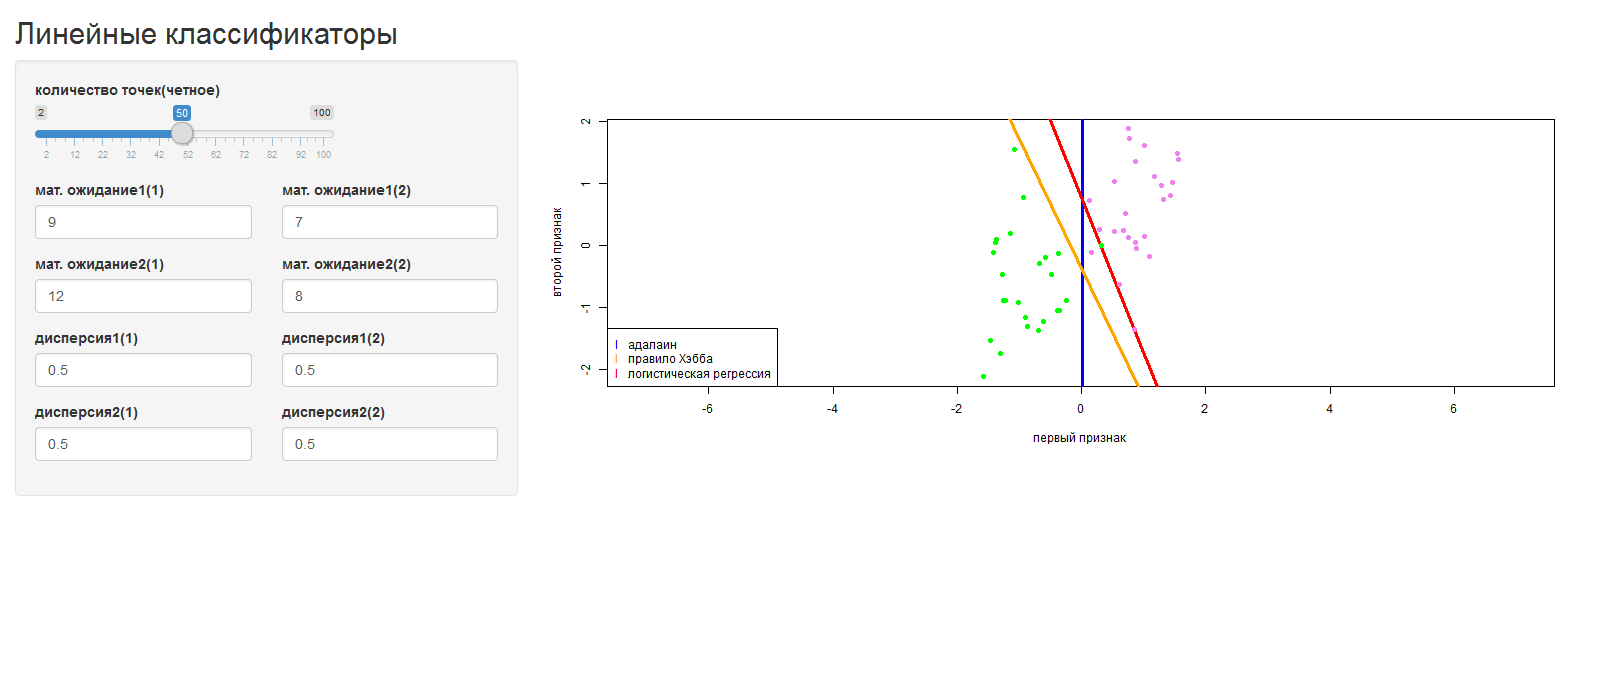 Линейные классификаторы
количество точек(четное)
2 50 100
2 12 22 32 42 52 62 72 82 92 100
мат. ожидание1(1) мат. ожидание1(2)
9 7
мат. ожидание2(1) мат. ожидание2(2)
12 8
дисперсия1(1) дисперсия1(2)
0.5 0.5
дисперсия2(1) дисперсия2(2)
0.5 0.5
второй признак
2
1
0
-1
-2
адалаин
правило Хэбба
логистическая регрессия
-6 -4 -2 0 2 4 6
первый признак